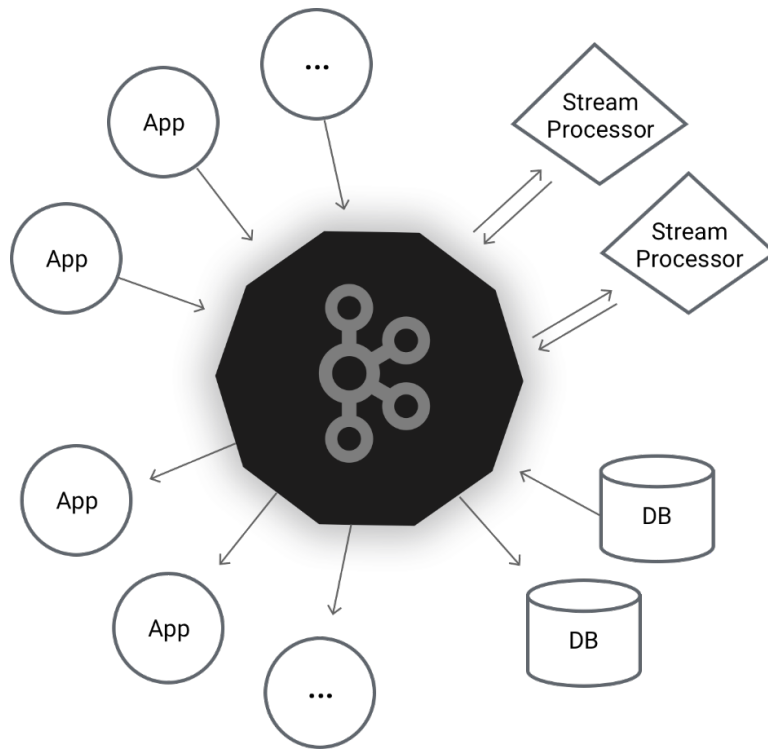 ...
App
App
Stream
Processor
Stream
Processor
App
App
...
DB
DB